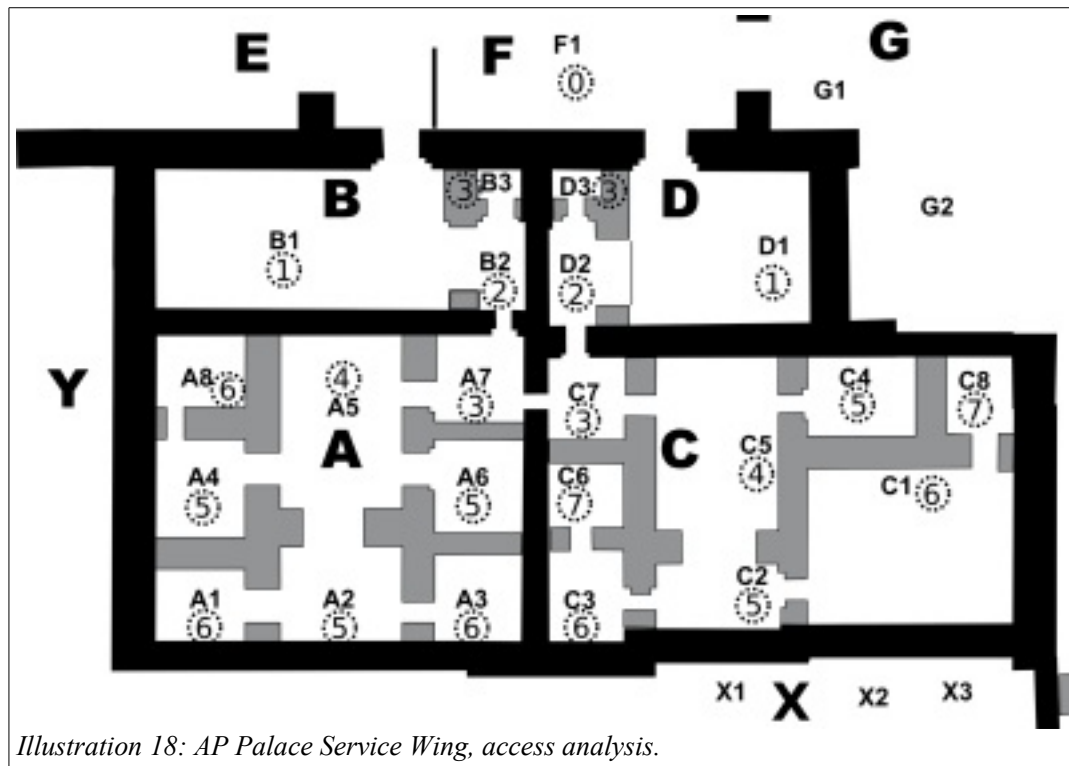 E
F
F1
0
G
G1
B
3
B3
D3
3
D
G2
B1
1
B2
2
D2
2
D1
1
Y
A8
6
4
A5
A7
3
C7
3
C4
5
C8
7
A
C
C5
4
A4
5
A6
5
C6
7
C1
6
A1
6
A2
5
A3
6
C3
6
C2
5
X1
X
X2
X3
Illustration 18: AP Palace Service Wing, access analysis.